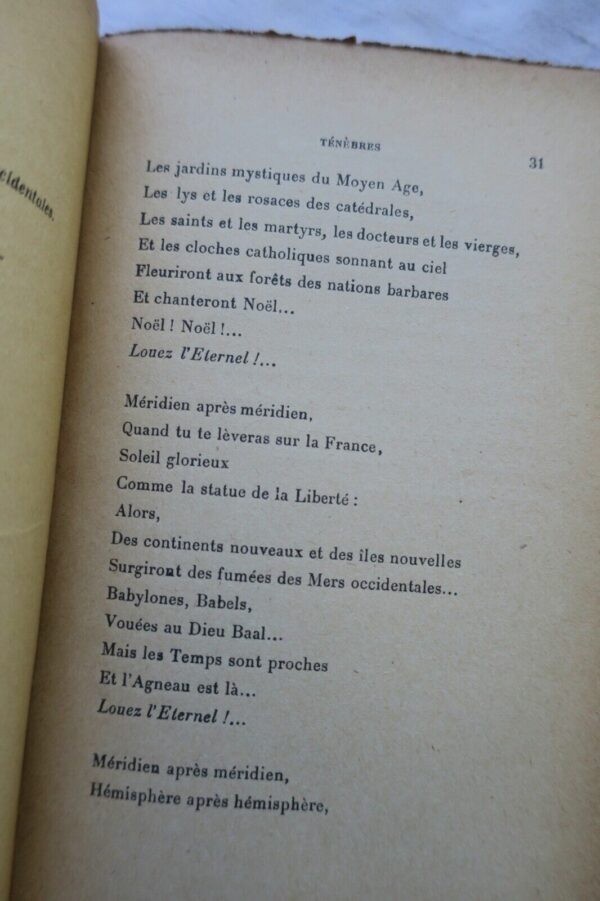 cidentales.
TÉNÈBRES
31
Les jardins mystiques du Moyen Age,
Les lys et les rosaces des catédrales,
Les saints et les martyrs, les docteurs et les vierges,
Et les cloches catholiques sonnant au ciel
Fleuriront aux forêts des nations barbares
Et chanteront Noël...
Noël ! Noël !...
Louez l'Eternel !...
Méridien après méridien,
Quand tu te lèveras sur la France,
Soleil glorieux
Comme la statue de la Liberté :
Alors,
Des continents nouveaux et des îles nouvelles
Surgiront des fumées des Mers occidentales...
Babylones, Babels,
Vouées au Dieu Baal...
Mais les Temps sont proches
Et l'Agneau est là...
Louez l'Eternel !...
Méridien après méridien,
Hémisphère après hémisphère,